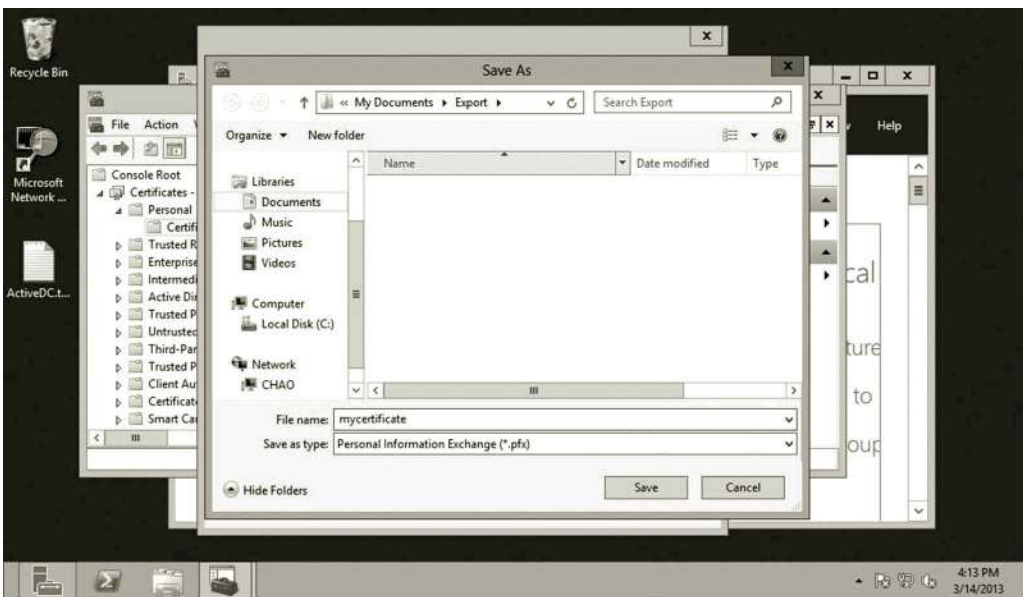 Recycle Bin
Microsoft
Network ...
ActiveDC.t...
Save As
« My Documents ▸ Export ▸
Search Export
Organize
New folder
Name
Date modified
Type
Libraries
Documents
Music
Pictures
Videos
Computer
Local Disk (C:)
Network
CHAO
File name: mycertificate
Save as type: Personal Information Exchange (*.pfx)
Hide Folders
Save
Cancel
File Action
Console Root
Certificates -
Personal
Certifi
Trusted R
Enterprise
Intermedi
Active Dir
Trusted P
Untrusted
Third-Par
Trusted P
Client Au
Certificate
Smart Car
Help
cal
ture
to
oup
4:13 PM
3/14/2013